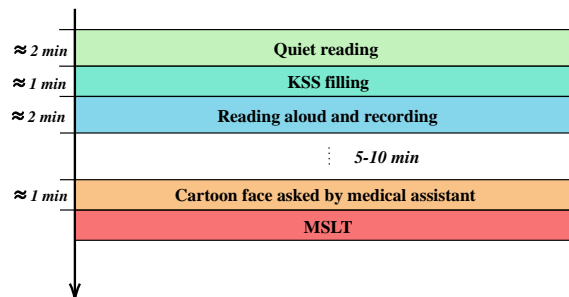 ≈ 2 min Quiet reading
≈ 1 min KSS filling
≈ 2 min Reading aloud and recording
5-10 min
≈ 1 min Cartoon face asked by medical assistant
MSLT